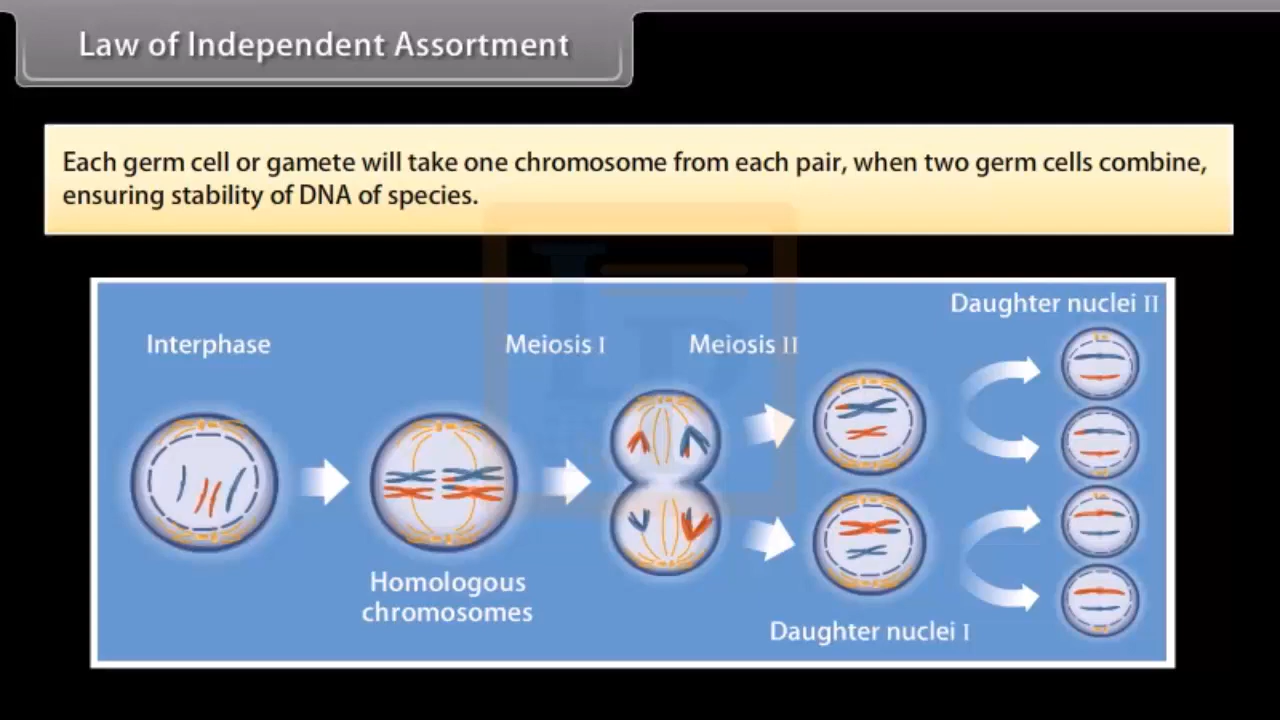 Law of Independent Assortment
Each germ cell or gamete will take one chromosome from each pair, when two germ cells combine,
ensuring stability of DNA of species.
Daughter nuclei II
Interphase
Meiosis I
Meiosis II
Homologous
chromosomes
Daughter nuclei I